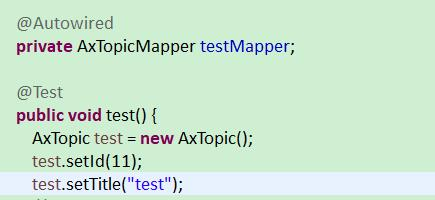 @Autowired
private AxTopicMapper testMapper;
@Test
public void test() {
AxTopic test = new AxTopic();
test.setId(11);
test.setTitle("test");